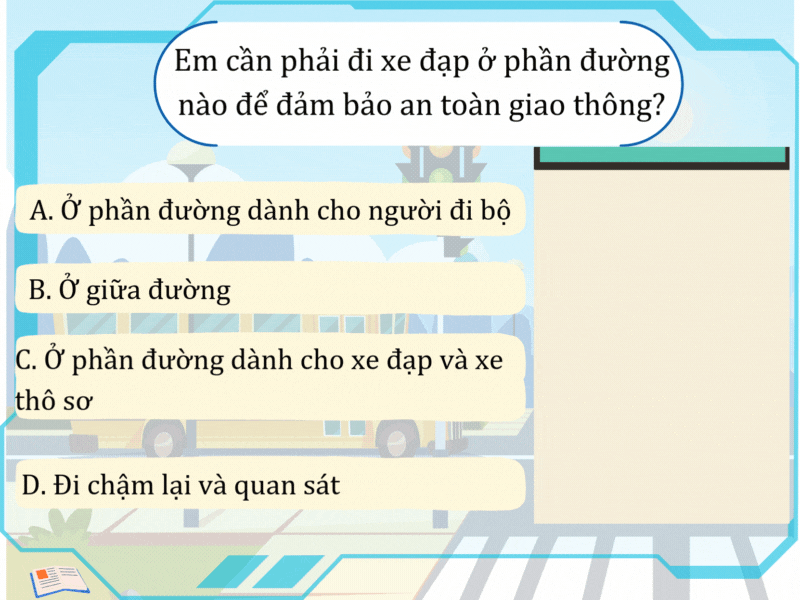 Em cần phải đi xe đạp ở phần đường
nào để đảm bảo an toàn giao thông?
A. Ở phần đường dành cho người đi bộ
B. Ở giữa đường
C. Ở phần đường dành cho xe đạp và xe
thô sơ
D. Đi chậm lại và quan sát